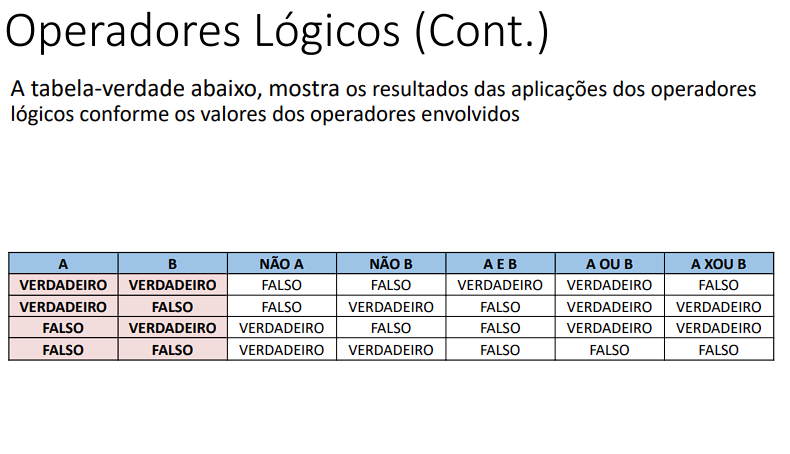 Operadores Lógicos (Cont.)
A tabela-verdade abaixo, mostra os resultados das aplicações dos operadores
lógicos conforme os valores dos operadores envolvidos
A B NÃO A NÃO B A E B A OU B A XOU B
VERDADEIRO VERDADEIRO FALSO FALSO VERDADEIRO VERDADEIRO FALSO
VERDADEIRO FALSO FALSO VERDADEIRO FALSO VERDADEIRO VERDADEIRO
FALSO VERDADEIRO VERDADEIRO FALSO FALSO VERDADEIRO VERDADEIRO
FALSO FALSO VERDADEIRO VERDADEIRO FALSO FALSO FALSO